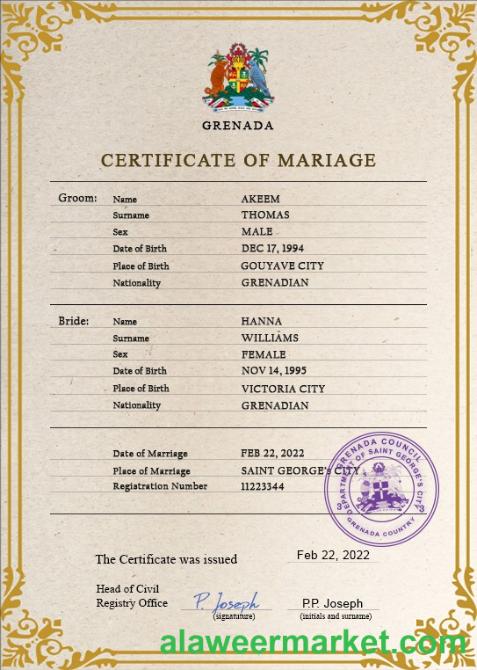 GRENADA
CERTIFICATE OF MARIAGE
Groom: Name AKEEM
Surname THOMAS
Sex MALE
Date of Birth DEC 17, 1994
Place of Birth GOUYAVE CITY
Nationality GRENADIAN
Bride: Name HANNA
Surname WILLIAMS
Sex FEMALE
Date of Birth NOV 14, 1995
Place of Birth VICTORIA CITY
Nationality GRENADIAN
Date of Marriage FEB 22, 2022
Place of Marriage SAINT GEORGE's CITY
Registration Number 11223344
GRENADA COUNCIL
DEPARTMENT OF SAINT GEORGE'S CITY
GRENADA COUNTRY
The Certificate was issued Feb 22, 2022
Head of Civil
Registry Office P. Joseph P.P. Joseph
(signature) (initials and surname)
alaweermarket.com